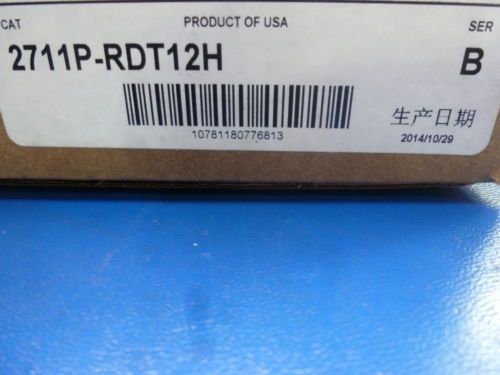 CAT PRODUCT OF USA SER
2711P-RDT12H B
10781180776813
生产日期
2014/10/29